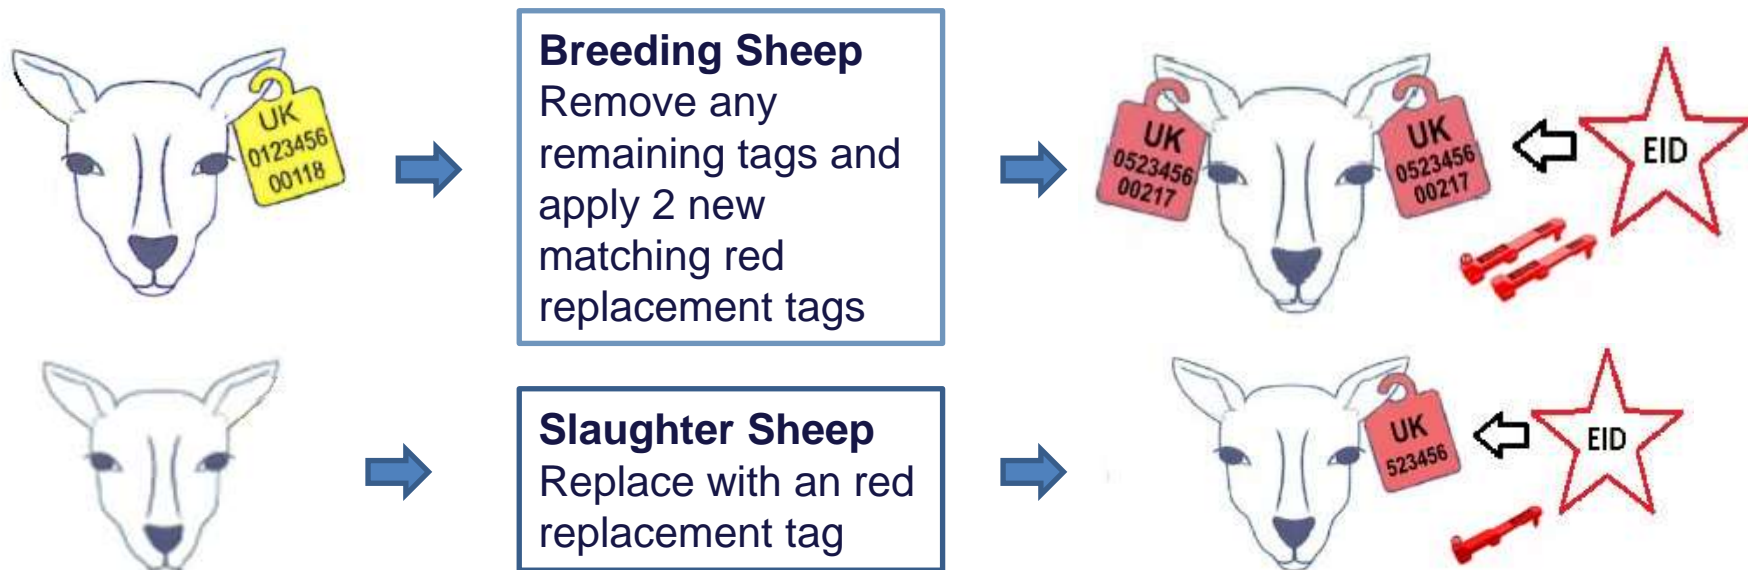 UK
0123456
00118
Breeding Sheep
Remove any
remaining tags and
apply 2 new
matching red
replacement tags
UK
0523456
00217
UK
0523456
00217
EID
Slaughter Sheep
Replace with an red
replacement tag
UK
523456
EID